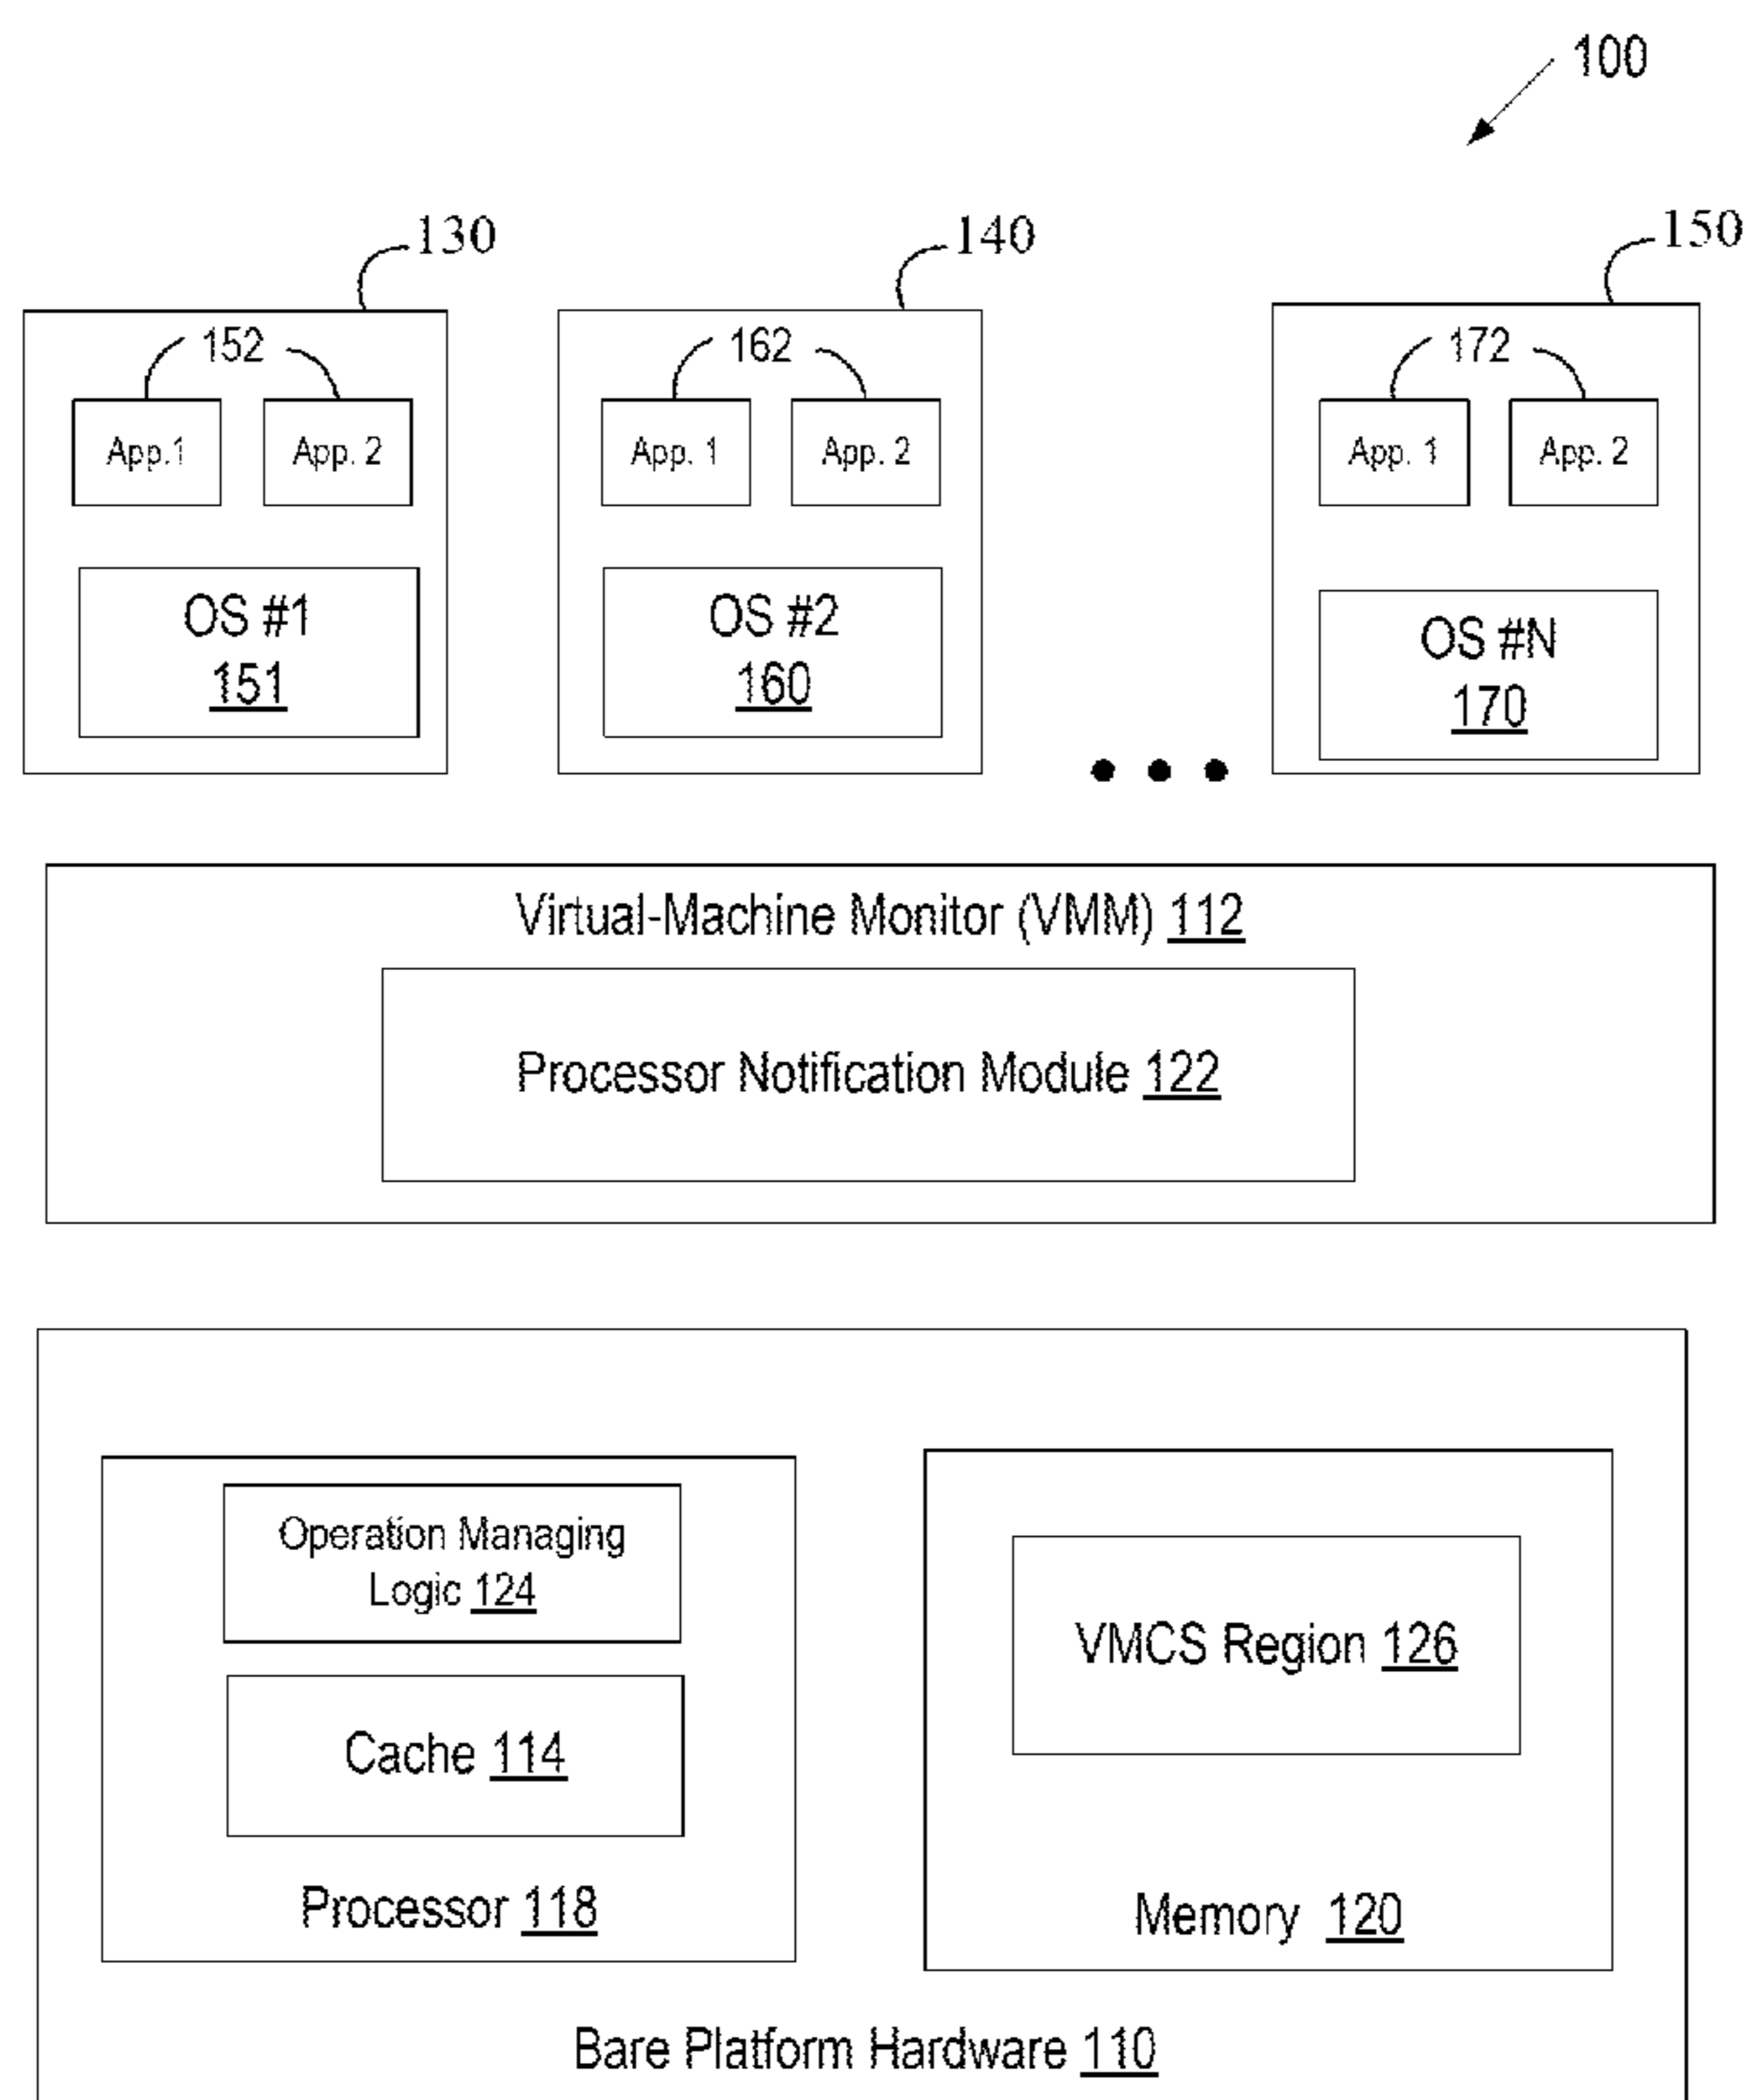 100
130
140
150
152
162
172
App.1
App. 2
App. 1
App. 2
App. 1
App. 2
OS #1
151
OS #2
160
OS #N
170
Virtual-Machine Monitor (VMM) 112
Processor Notification Module 122
Operation Managing
Logic 124
Cache 114
Processor 118
VMCS Region 126
Memory 120
Bare Platform Hardware 110